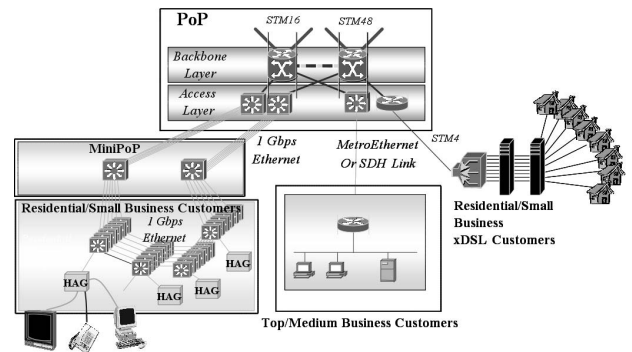 PoP
STM16
STM48
Backbone
Layer
Access
Layer
1 Gbps
Ethernet
MetroEthernet
Or SDH Link
STM4
MiniPoP
Residential/Small Business Customers
1 Gbps
Ethernet
HAG
HAG
HAG
HAG
Residential/Small
Business
xDSL Customers
Top/Medium Business Customers